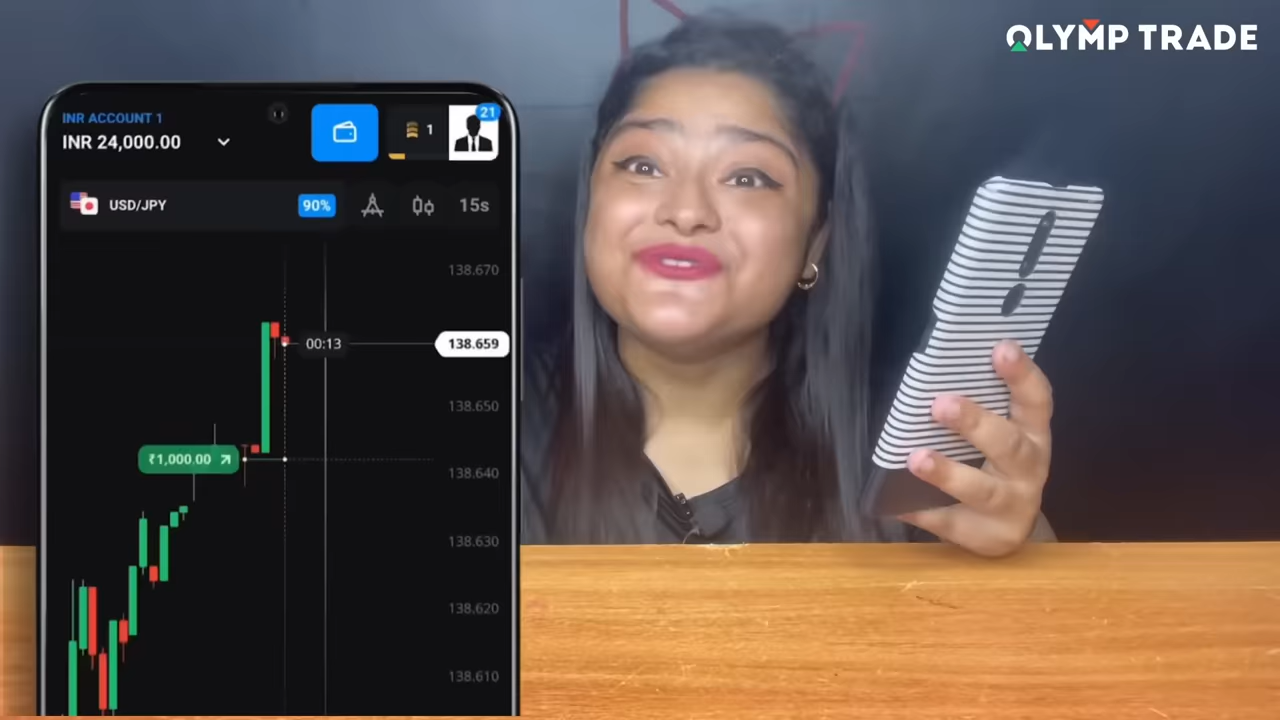 OLYMP TRADE
INR ACCOUNT 1
INR 24,000.00
1
21
USD/JPY
90%
15s
138.670
00:13
138.659
138.650
₹1,000.00
138.640
138.630
138.620
138.610